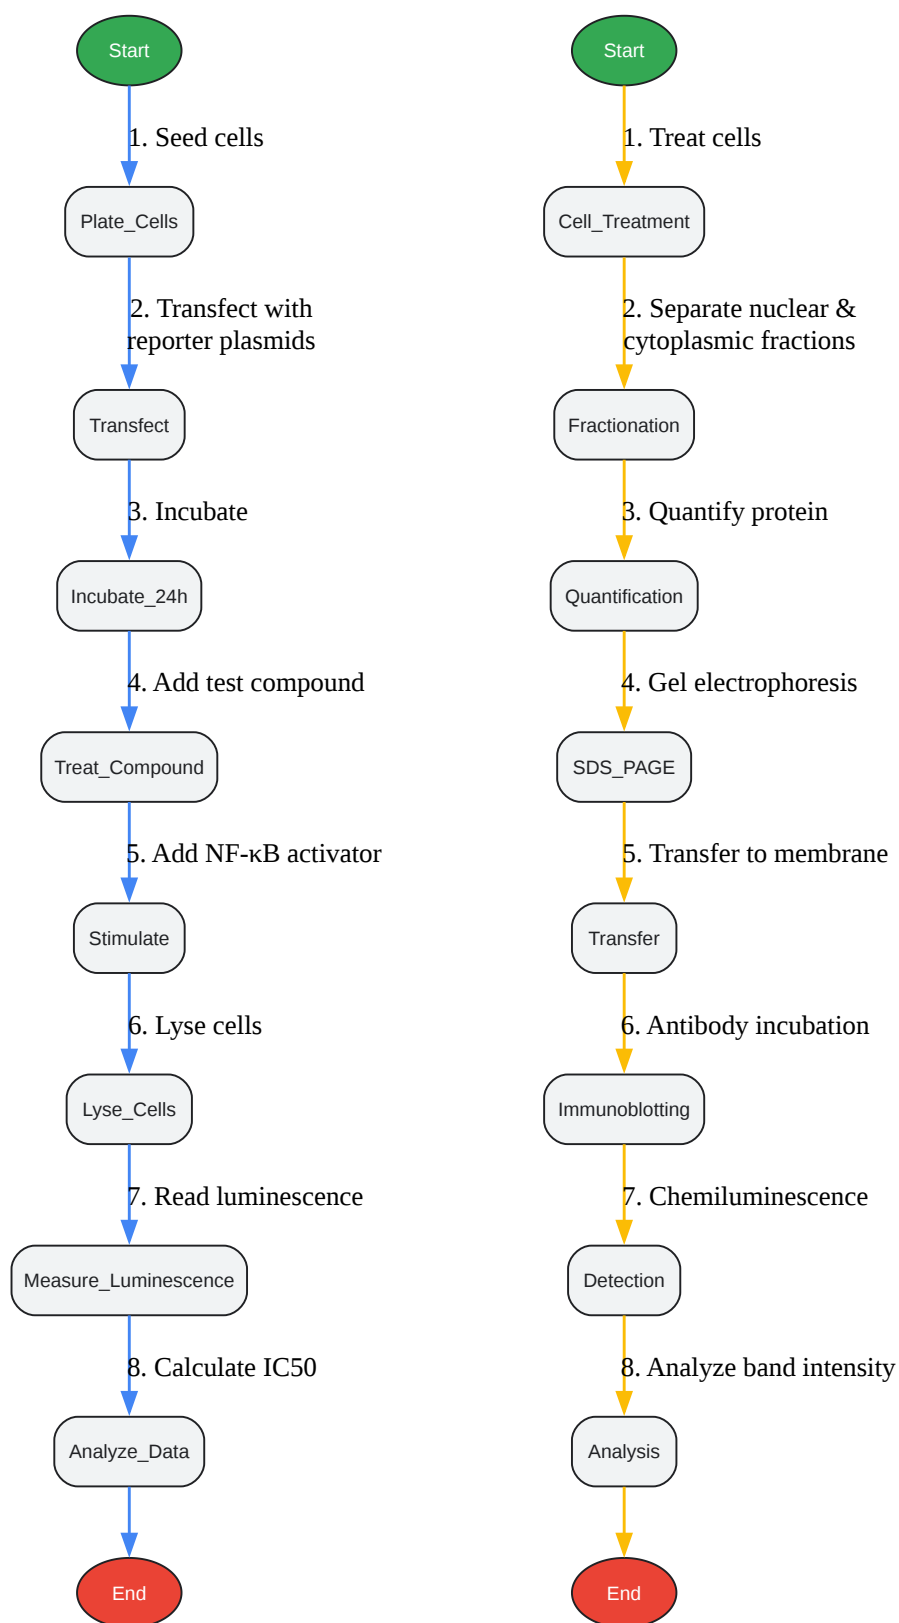 Start
1. Seed cells
Plate_Cells
2. Transfect with
reporter plasmids
Transfect
3. Incubate
Incubate_24h
4. Add test compound
Treat_Compound
5. Add NF-κB activator
Stimulate
6. Lyse cells
Lyse_Cells
7. Read luminescence
Measure_Luminescence
8. Calculate IC50
Analyze_Data
End
Start
1. Treat cells
Cell_Treatment
2. Separate nuclear &
cytoplasmic fractions
Fractionation
3. Quantify protein
Quantification
4. Gel electrophoresis
SDS_PAGE
5. Transfer to membrane
Transfer
6. Antibody incubation
Immunoblotting
7. Chemiluminescence
Detection
8. Analyze band intensity
Analysis
End